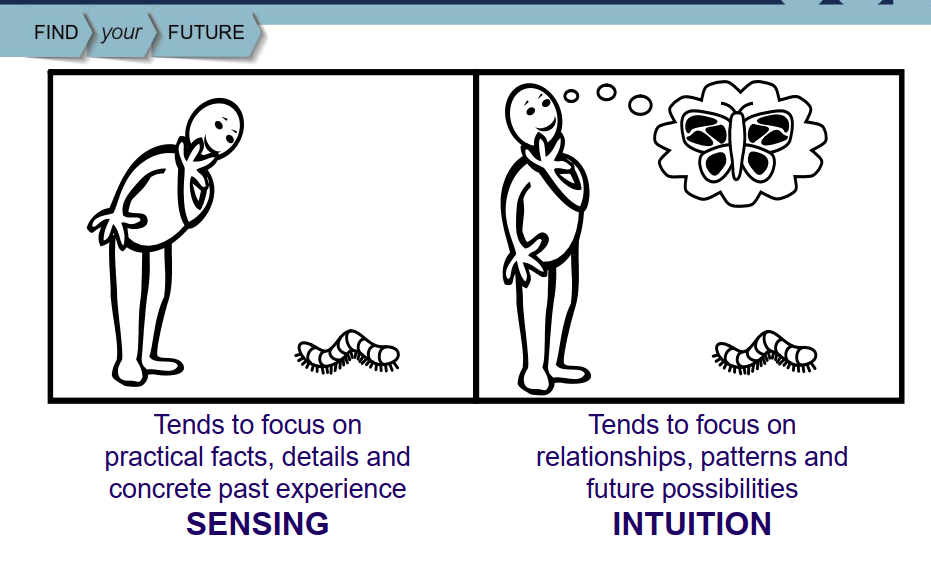 FIND your FUTURE
Tends to focus on
practical facts, details and
concrete past experience
SENSING
Tends to focus on
relationships, patterns and
future possibilities
INTUITION